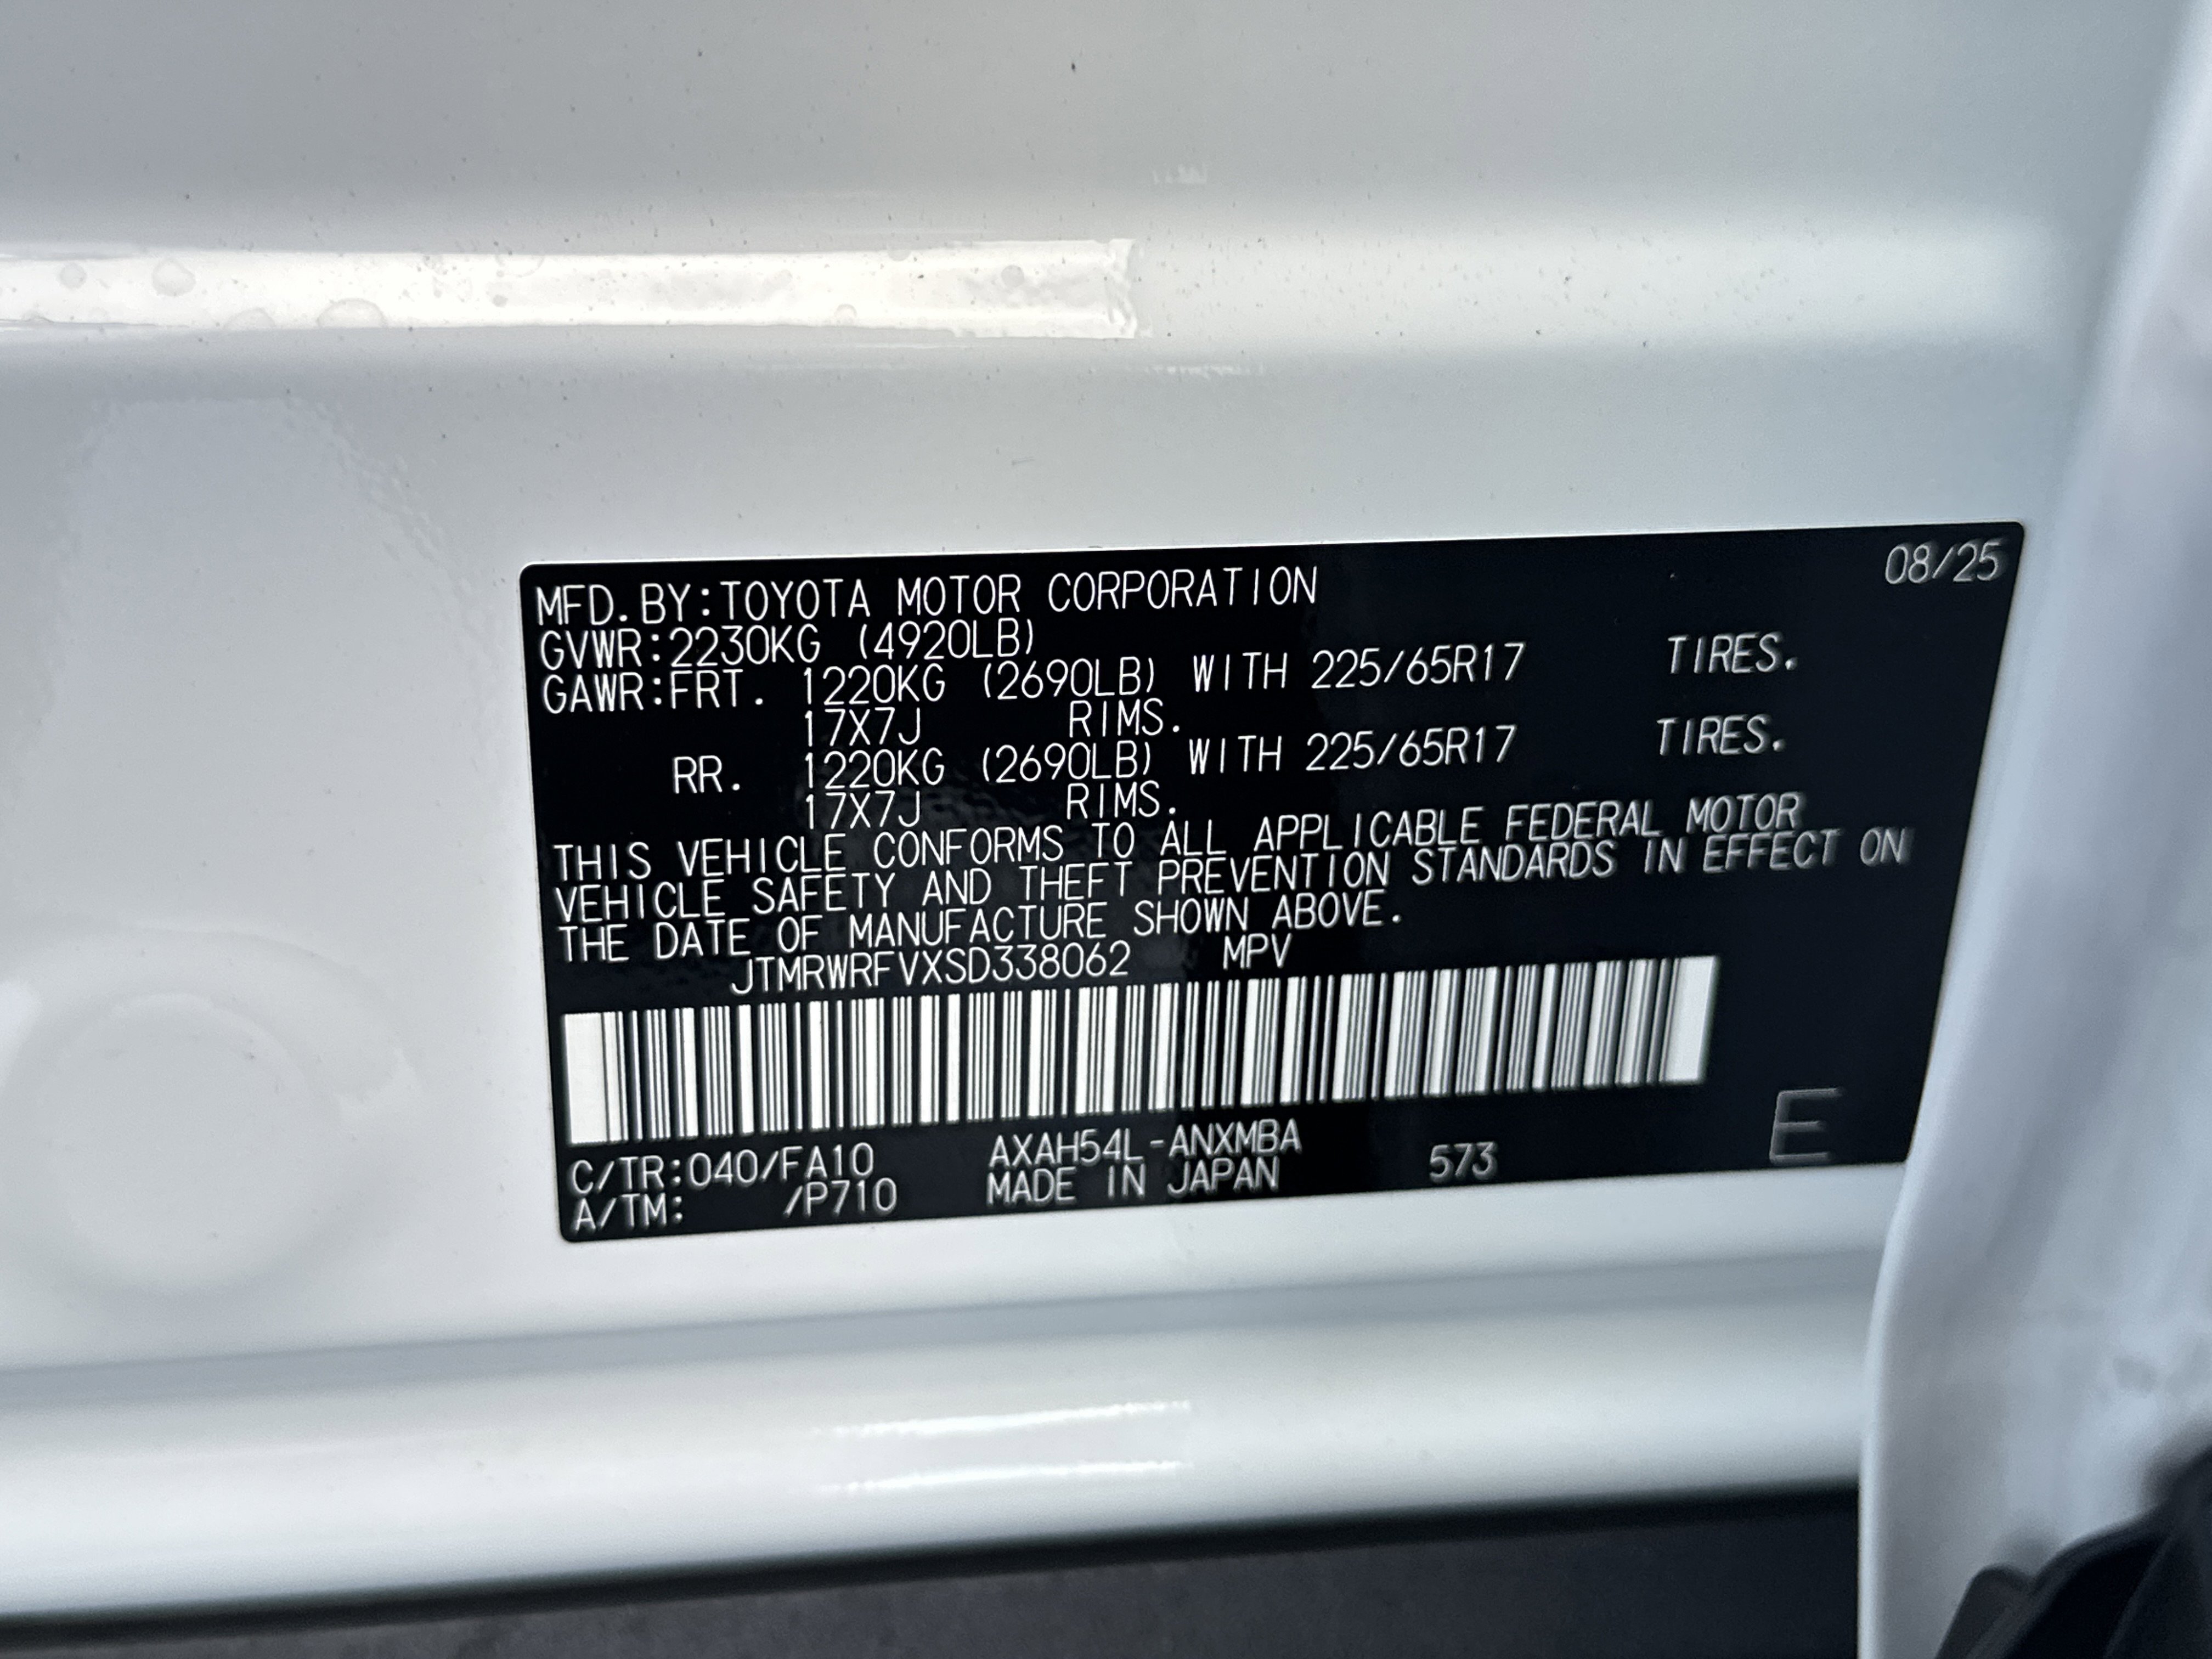 08/25
MFD.BY:TOYOTA MOTOR CORPORATION
GVWR:2230KG (4920LB)
GAWR:FRT. 1220KG (2690LB) WITH 225/65R17 TIRES.
17X7J RIMS.
RR. 1220KG (2690LB) WITH 225/65R17 TIRES.
17X7J RIMS.
THIS VEHICLE CONFORMS TO ALL APPLICABLE FEDERAL MOTOR
VEHICLE SAFETY AND THEFT PREVENTION STANDARDS IN EFFECT ON
THE DATE OF MANUFACTURE SHOWN ABOVE.
JTMRWRFVXSD338062 MPV
C/TR:040/FA10 AXAH54L-ANXMBA 573 E
A/TM: /P710 MADE IN JAPAN